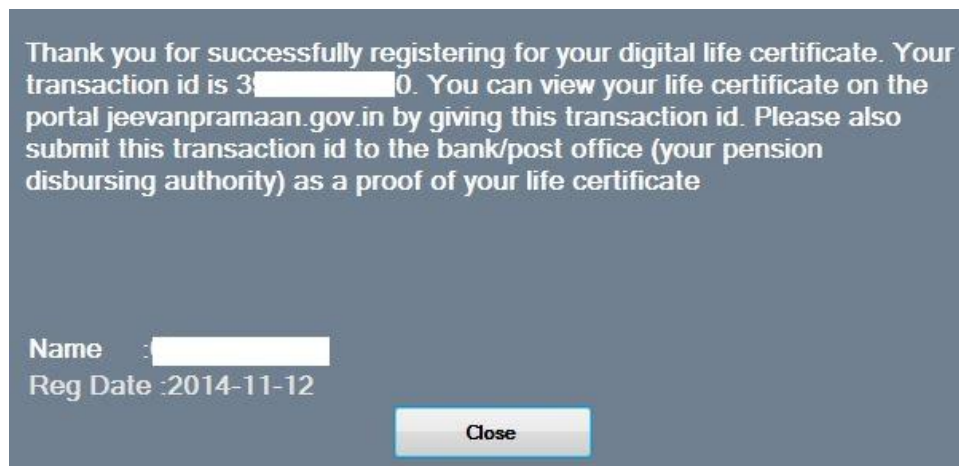 Thank you for successfully registering for your digital life certificate. Your
transaction id is 3 0. You can view your life certificate on the
portal jeevanpramaan.gov.in by giving this transaction id. Please also
submit this transaction id to the bank/post office (your pension
disbursing authority) as a proof of your life certificate
Name :
Reg Date :2014-11-12
Close